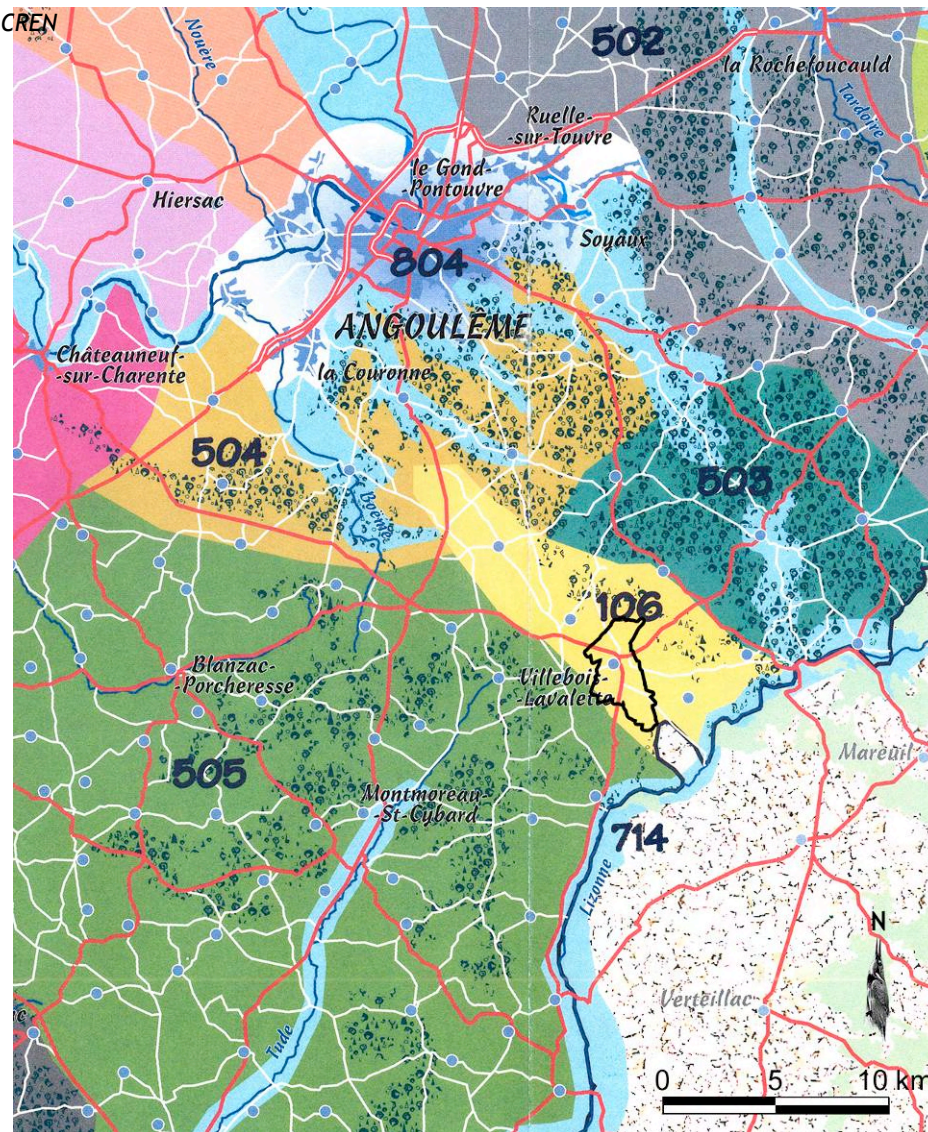 CREN
502
la Rochefoucauld
Nouère
Tardoire
Ruelle-
-sur-Touvre
le Gond-
-Pontouvre
Hiersac
Soyaux
804
ANGOULÊME
Châteauneuf-
-sur-Charente
la Couronne
504
503
Boëme
106
Blanzac-
-Porcheresse
Villebois-
-Lavalette
Mareuil
505
Montmoreau-
-St-Cybard
714
Lizonne
N
Verteillac
Tude
0 5 10 km